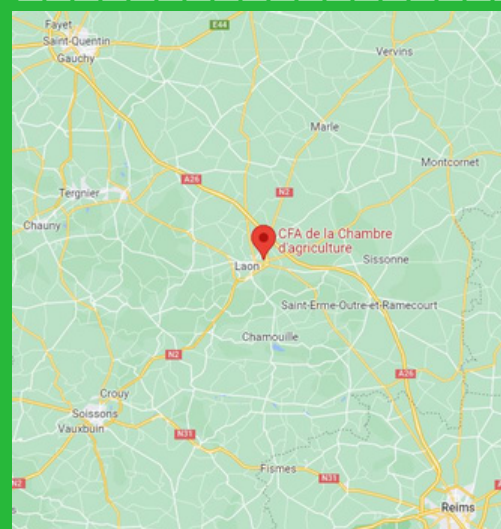 Fayet
E44
Saint-Quentin
Gauchy
Vervins
Marle
Montcornet
A26
N2
Tergnier
Chauny
CFA de la Chambre
d'agriculture
Laon
Sissonne
Saint-Erme-Outre-et-Ramecourt
Chamouille
N2
A26
Crouy
Soissons
Vauxbuin
N31
Fismes
N31
N2
Reims